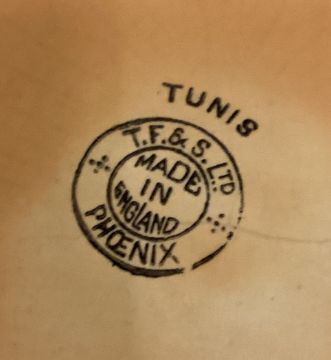 TUNIS
T.F.&S. LTD
MADE
IN
ENGLAND
PHŒNIX